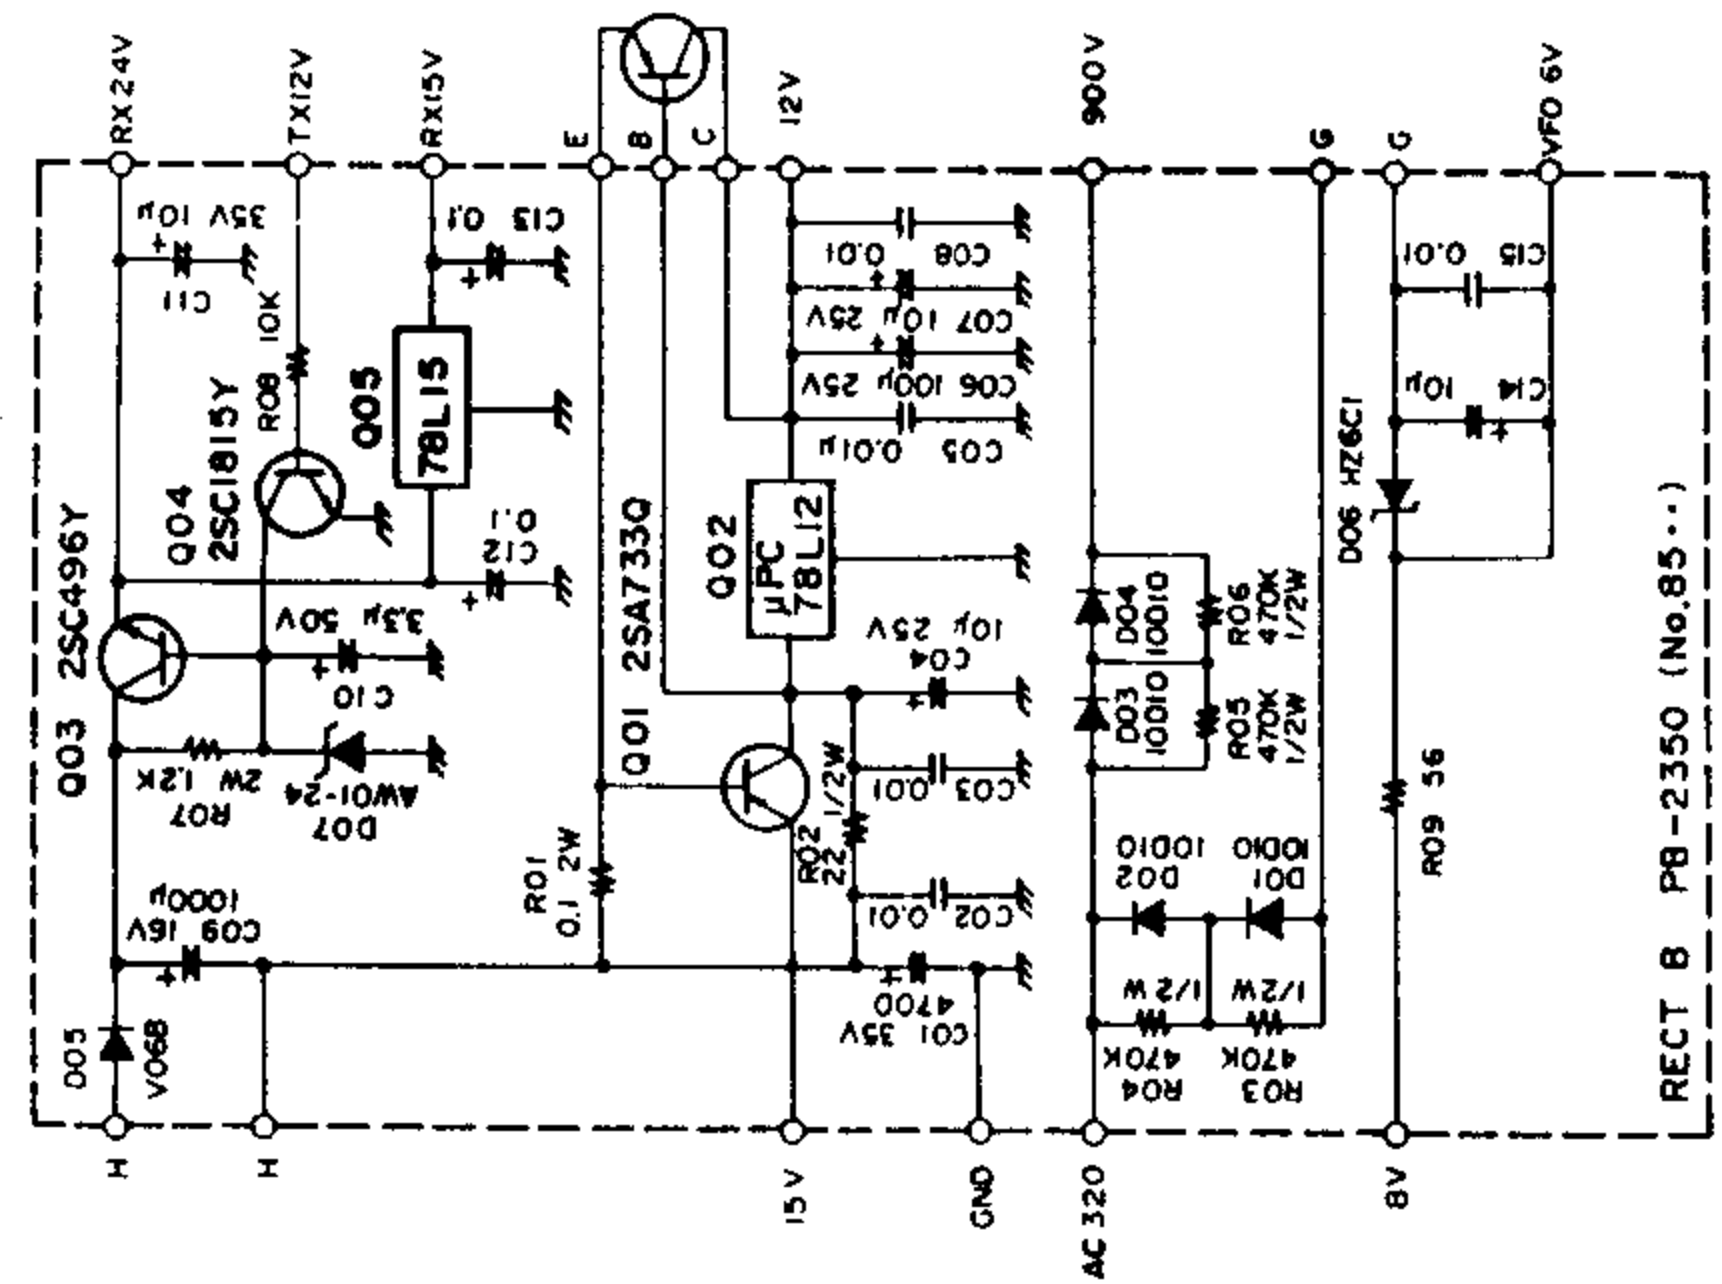 RX24V
TX12V
RX15V
E
B
C
12V
900V
G
G
VFO 6V
35V 10µ
C11
R08 10K
0.1 C13
Q03 2SC496Y
Q04
2SC1815Y
Q05
78L15
0.1
C12
50V 3.3µ
C10
R07
1.2K
2W
D07
AW01-24
C09 16V
1000µ
D05
V06B
H
H
R01
0.1 2W
Q01 2SA733Q
Q02
µPC
78L12
0.01 C08
C07 10µ 25V
C06 100µ 25V
0.01µ C05
10µ 25V
C04
R02
22 1/2W
0.01 C03
0.01 C02
4700
C01 35V
15V
GND
D04
10D10
D03
10D10
R06
470K
1/2W
R05
470K
1/2W
10D10
D02
10D10
D01
1/2W
1/2W
470K
R04
470K
R03
AC 320
0.01 C15
10µ C14
D06 HZ6C1
R09 56
8V
RECT B PB-2350 (No.85··)